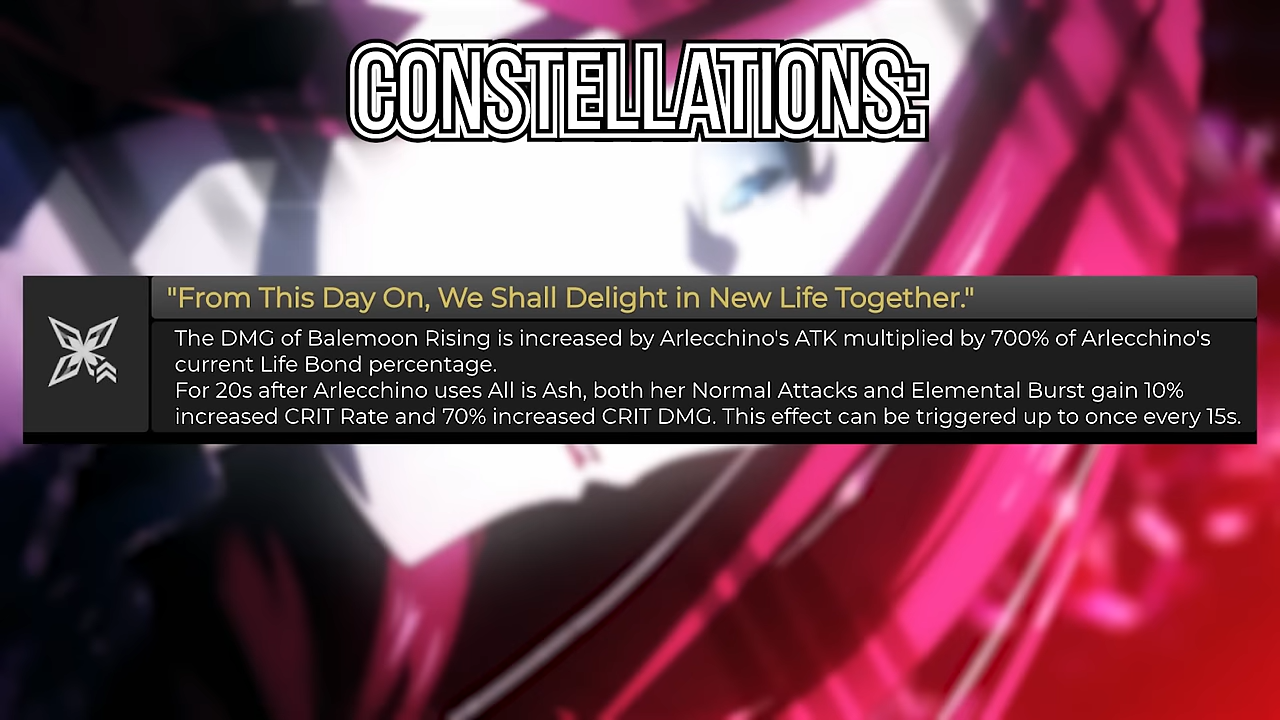 CONSTELLATIONS:
"From This Day On, We Shall Delight in New Life Together."
The DMG of Balemoon Rising is increased by Arlecchino's ATK multiplied by 700% of Arlecchino's
current Life Bond percentage.
For 20s after Arlecchino uses All is Ash, both her Normal Attacks and Elemental Burst gain 10%
increased CRIT Rate and 70% increased CRIT DMG. This effect can be triggered up to once every 15s.